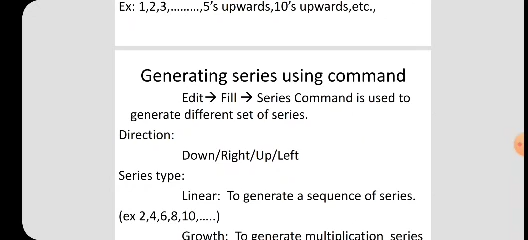 Ex: 1,2,3,.........,5's upwards,10's upwards,etc.,
Generating series using command
Edit→ Fill → Series Command is used to
generate different set of series.
Direction:
Down/Right/Up/Left
Series type:
Linear: To generate a sequence of series.
(ex 2,4,6,8,10,.....)
Growth: To generate multiplication series